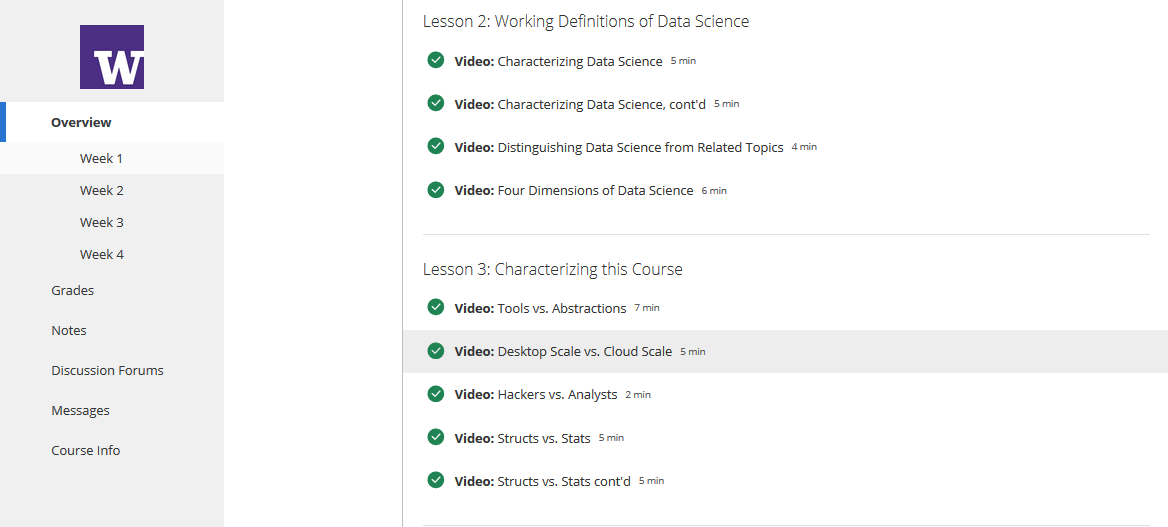 W
Overview
Week 1
Week 2
Week 3
Week 4
Grades
Notes
Discussion Forums
Messages
Course Info
Lesson 2: Working Definitions of Data Science
Video: Characterizing Data Science 5 min
Video: Characterizing Data Science, cont'd 5 min
Video: Distinguishing Data Science from Related Topics 4 min
Video: Four Dimensions of Data Science 6 min
Lesson 3: Characterizing this Course
Video: Tools vs. Abstractions 7 min
Video: Desktop Scale vs. Cloud Scale 5 min
Video: Hackers vs. Analysts 2 min
Video: Structs vs. Stats 5 min
Video: Structs vs. Stats cont'd 5 min